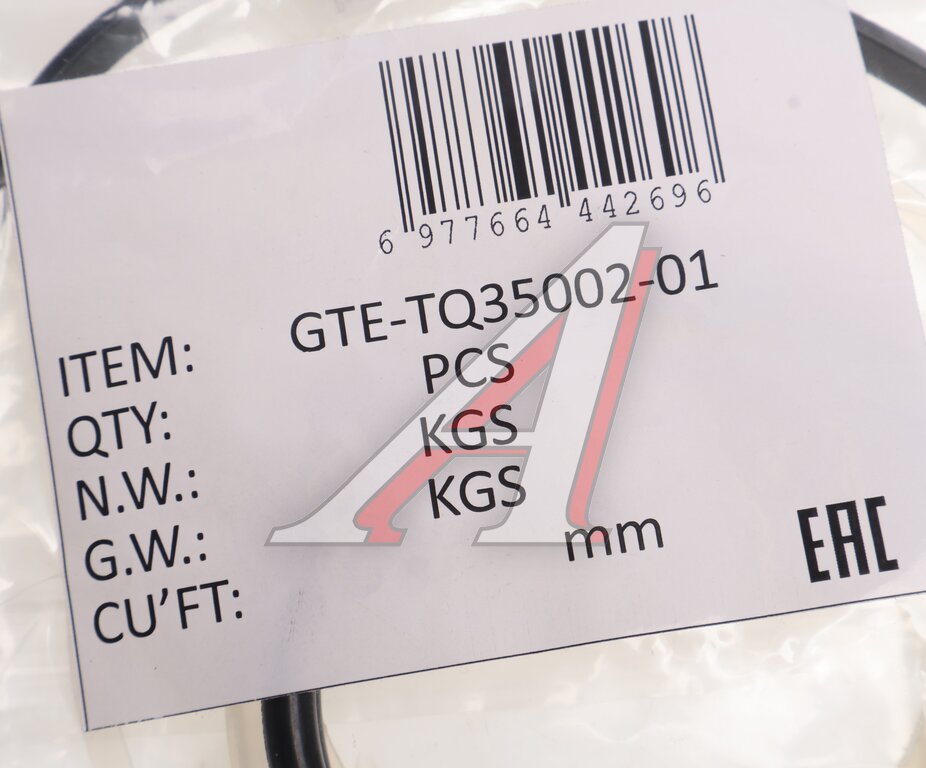 6 977664 442696
ITEM: GTE-TQ35002-01
QTY: PCS
N.W.: KGS
G.W.: KGS
CU'FT: mm
EAC